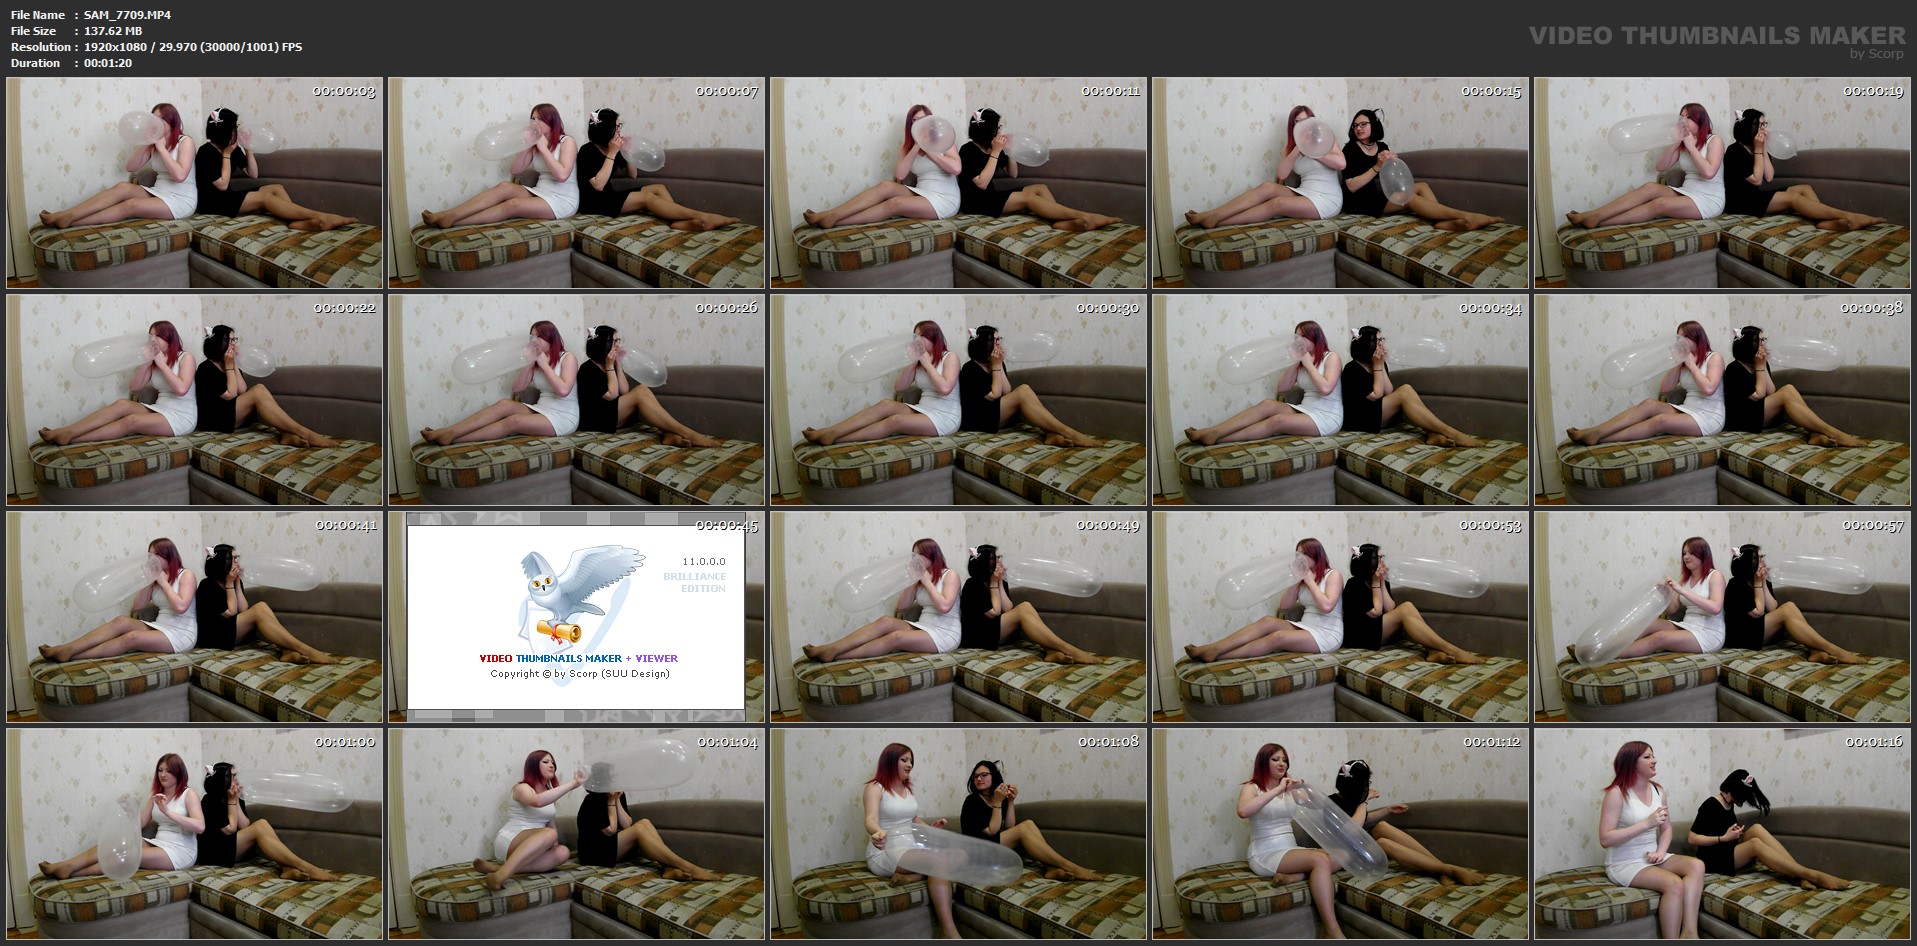 File Name : SAM_7709.MP4
File Size : 137.62 MB
Resolution : 1920x1080 / 29.970 (30000/1001) FPS
Duration : 00:01:20
VIDEO THUMBNAILS MAKER
by Scorp
00:00:03
00:00:07
00:00:11
00:00:15
00:00:19
00:00:22
00:00:26
00:00:30
00:00:34
00:00:38
00:00:41
00:00:45
11.0.0.0
BRILLIANCE
EDITION
VIDEO THUMBNAILS MAKER + VIEWER
Copyright © by Scorp (SUU Design)
00:00:49
00:00:53
00:00:57
00:01:00
00:01:04
00:01:08
00:01:12
00:01:16